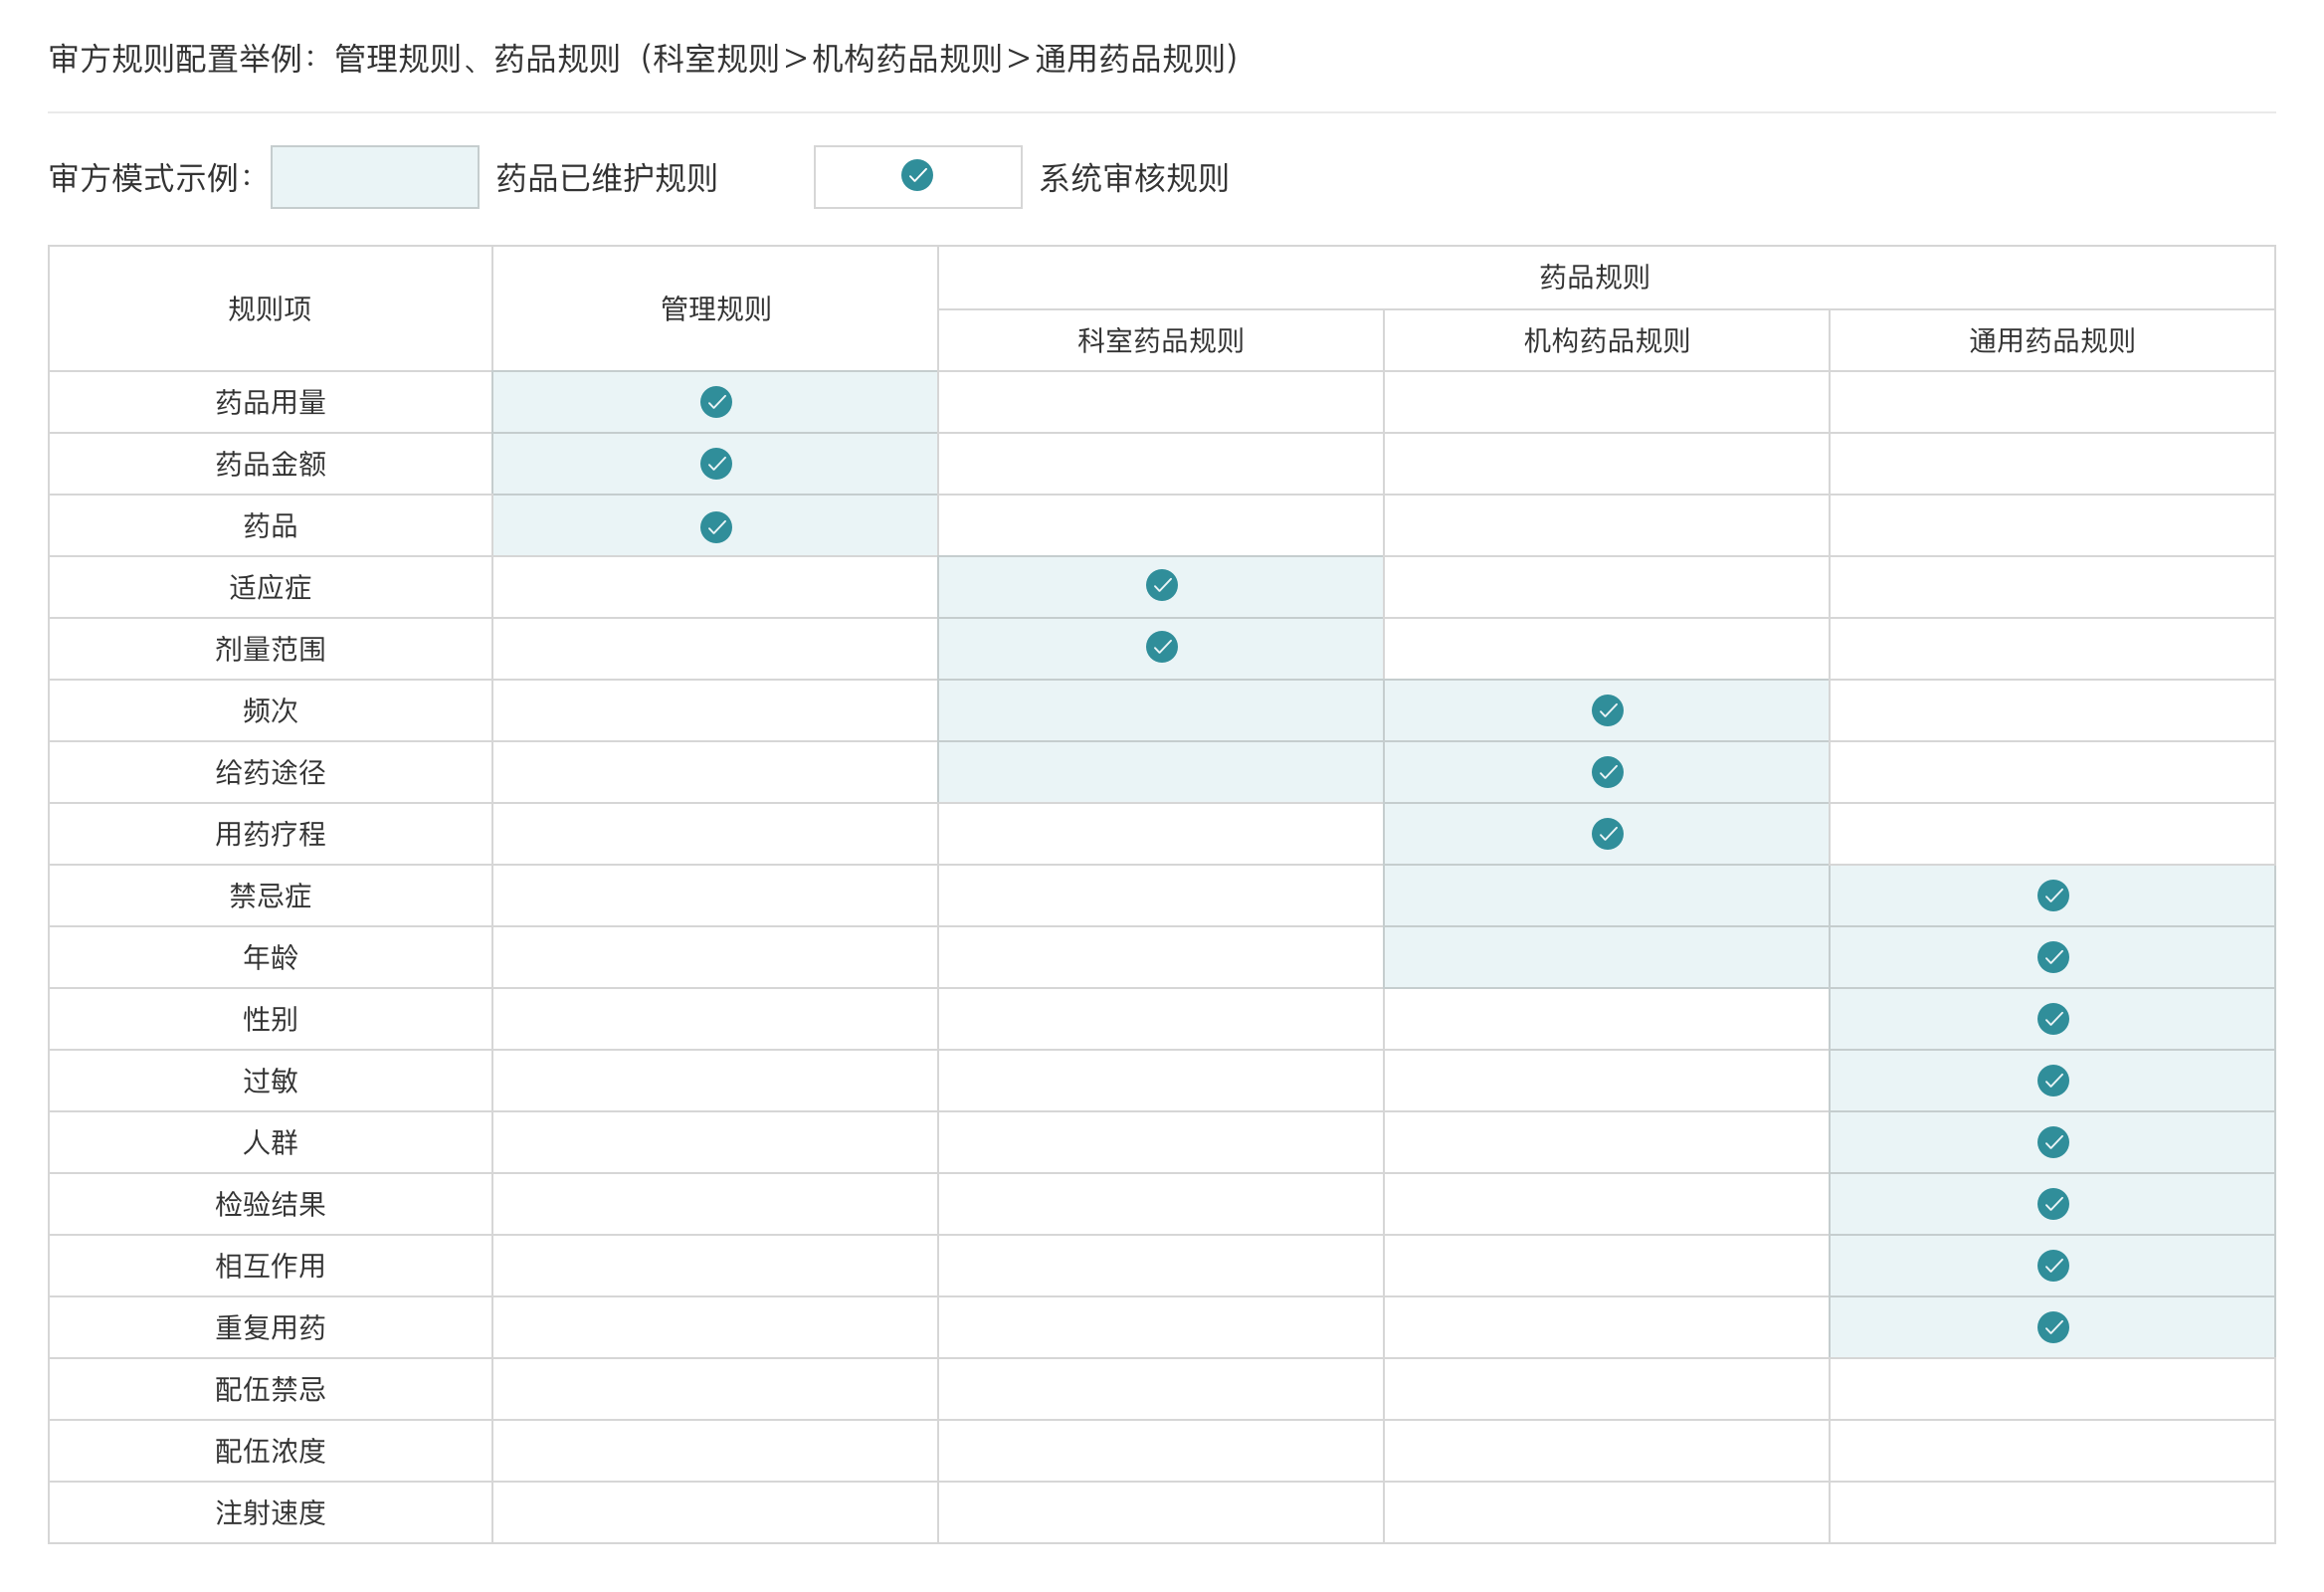 审方规则配置举例：管理规则、药品规则（科室规则＞机构药品规则＞通用药品规则）
审方模式示例： 药品已维护规则 系统审核规则
规则项 管理规则 药品规则
科室药品规则 机构药品规则 通用药品规则
药品用量
药品金额
药品
适应症
剂量范围
频次
给药途径
用药疗程
禁忌症
年龄
性别
过敏
人群
检验结果
相互作用
重复用药
配伍禁忌
配伍浓度
注射速度